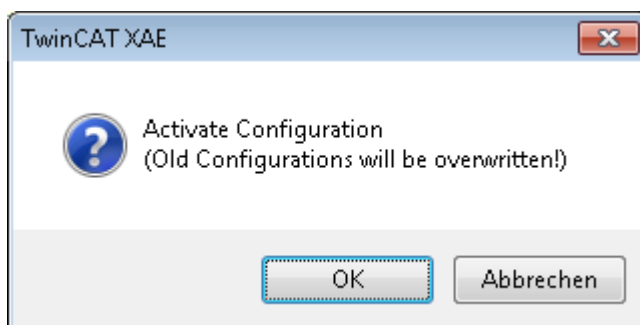 TwinCAT XAE
Activate Configuration
(Old Configurations will be overwritten!)
OK
Abbrechen